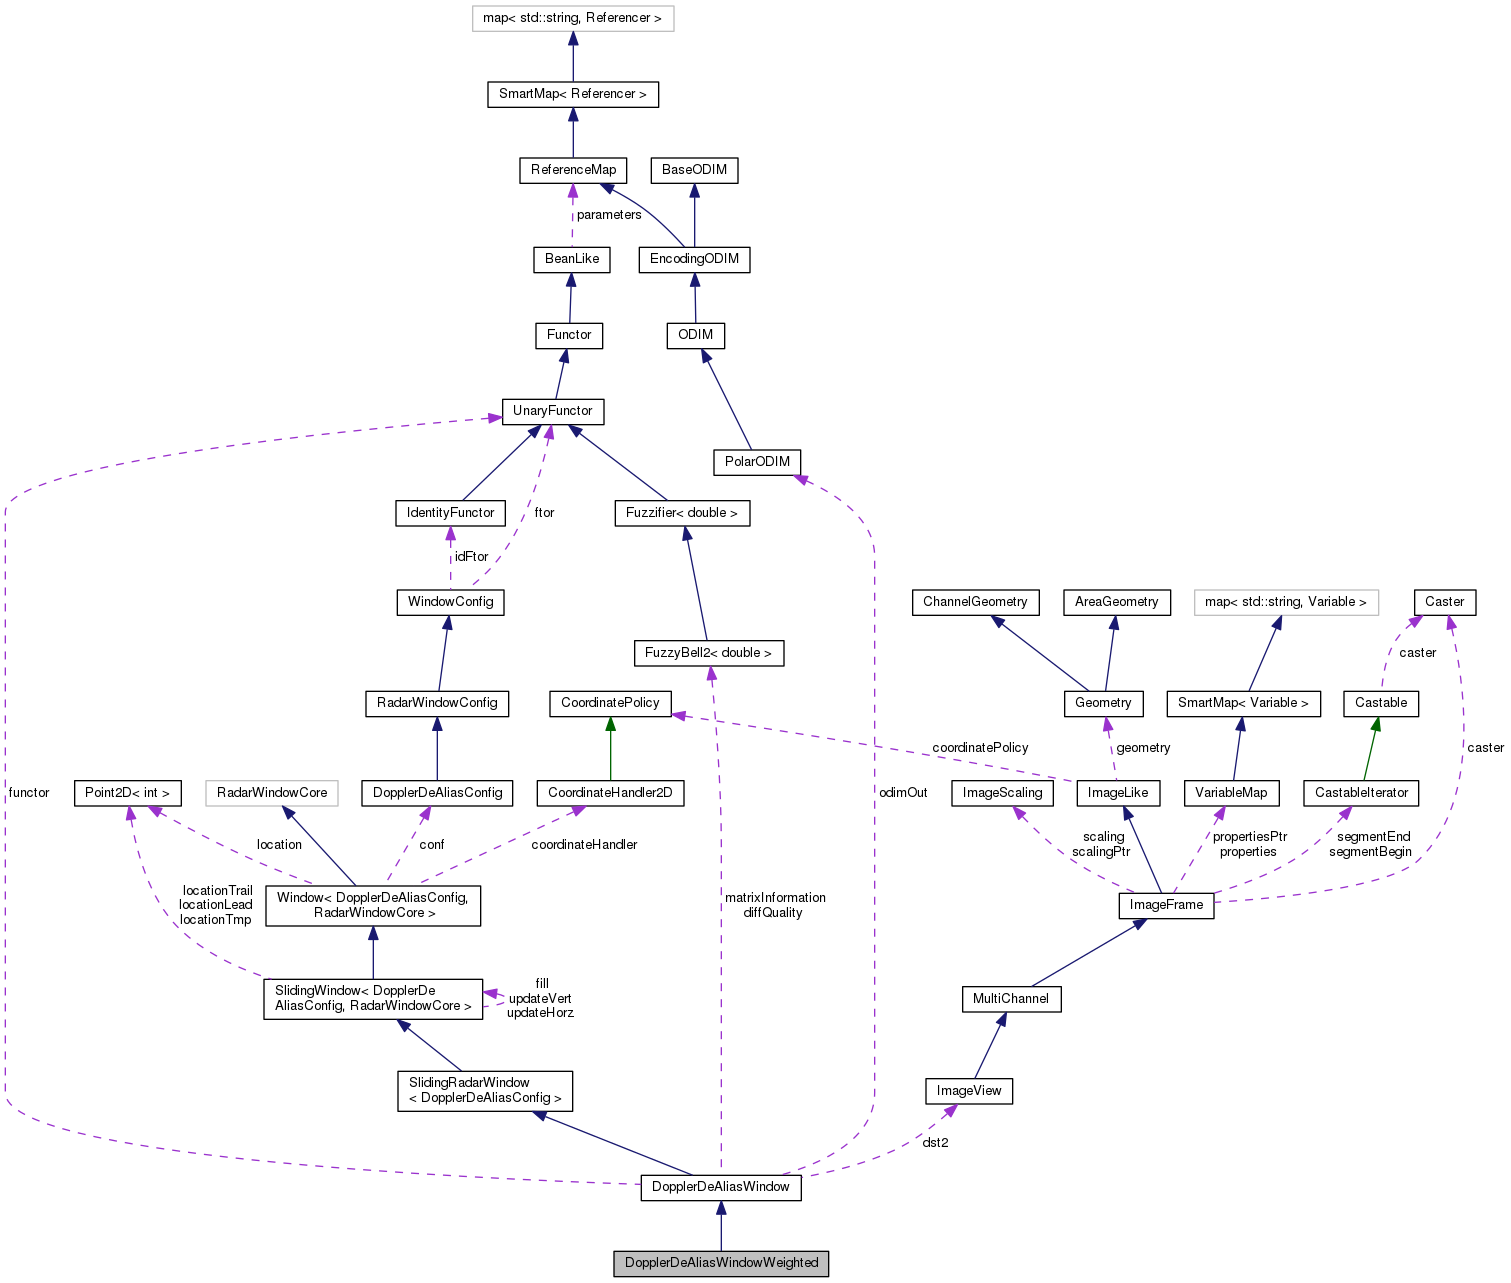 map< std::string, Referencer >
SmartMap< Referencer >
ReferenceMap
BaseODIM
parameters
BeanLike
EncodingODIM
Functor
ODIM
UnaryFunctor
PolarODIM
IdentityFunctor
ftor
Fuzzifier< double >
idFtor
WindowConfig
ChannelGeometry
AreaGeometry
map< std::string, Variable >
Caster
FuzzyBell2< double >
caster
RadarWindowConfig
CoordinatePolicy
Geometry
SmartMap< Variable >
Castable
coordinatePolicy
geometry
caster
functor
Point2D< int >
RadarWindowCore
DopplerDeAliasConfig
CoordinateHandler2D
odimOut
ImageScaling
ImageLike
VariableMap
CastableIterator
location
conf
coordinateHandler
scaling
scalingPtr
propertiesPtr
properties
segmentEnd
segmentBegin
locationTrail
locationLead
locationTmp
Window< DopplerDeAliasConfig,
RadarWindowCore >
matrixInformation
diffQuality
ImageFrame
SlidingWindow< DopplerDe
AliasConfig, RadarWindowCore >
fill
updateVert
updateHorz
MultiChannel
SlidingRadarWindow
< DopplerDeAliasConfig >
ImageView
dst2
DopplerDeAliasWindow
DopplerDeAliasWindowWeighted